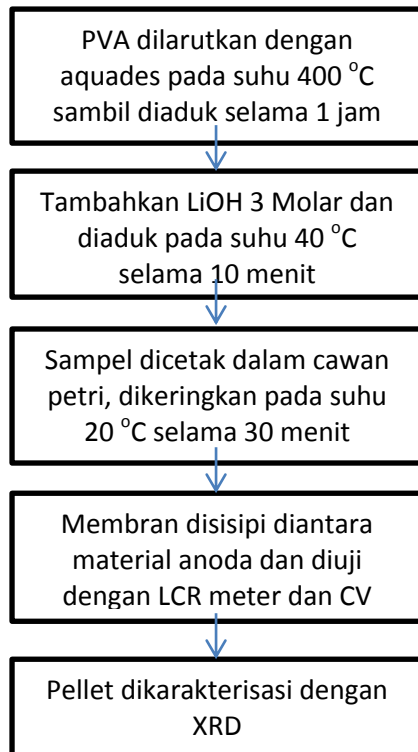 PVA dilarutkan dengan
aquades pada suhu 400 °C
sambil diaduk selama 1 jam
Tambahkan LiOH 3 Molar dan
diaduk pada suhu 40 °C
selama 10 menit
Sampel dicetak dalam cawan
petri, dikeringkan pada suhu
20 °C selama 30 menit
Membran disisipi diantara
material anoda dan diuji
dengan LCR meter dan CV
Pellet dikarakterisasi dengan
XRD